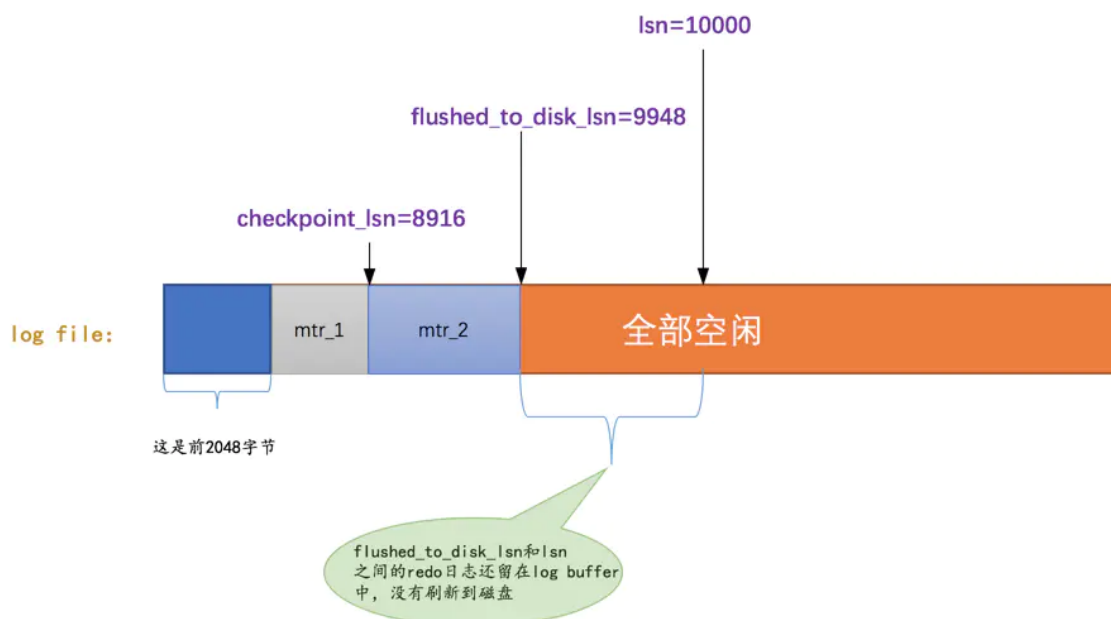 lsn=10000
flushed_to_disk_lsn=9948
checkpoint_lsn=8916
log file:
mtr_1
mtr_2
全部空闲
这是前2048字节
flushed_to_disk_lsn和lsn
之间的redo日志还留在log buffer
中，没有刷新到磁盘